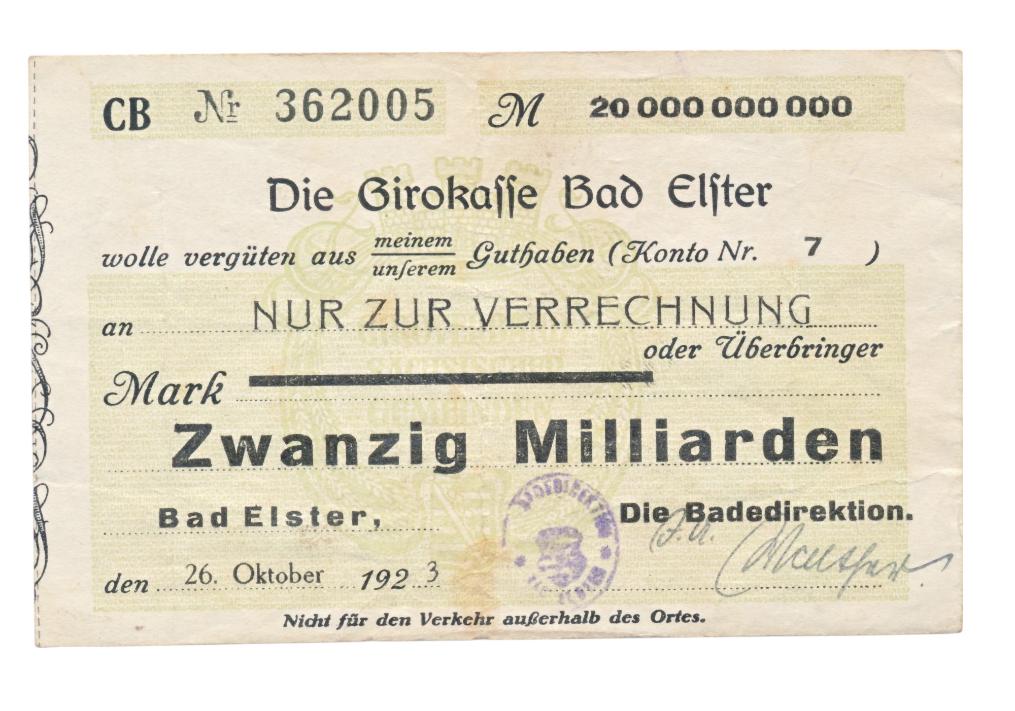 CB Nr 362005 M 20 000 000 000
Die Girokaſſe Bad Elſter
wolle vergüten aus meinem
unſerem Guthaben (Konto Nr. 7 )
an NUR ZUR VERRECHNUNG
oder Überbringer
Mark
Zwanzig Milliarden
Bad Elster, Die Badedirektion.
den 26. Oktober 1923
BADEDIREKTION
Nicht für den Verkehr außerhalb des Ortes.